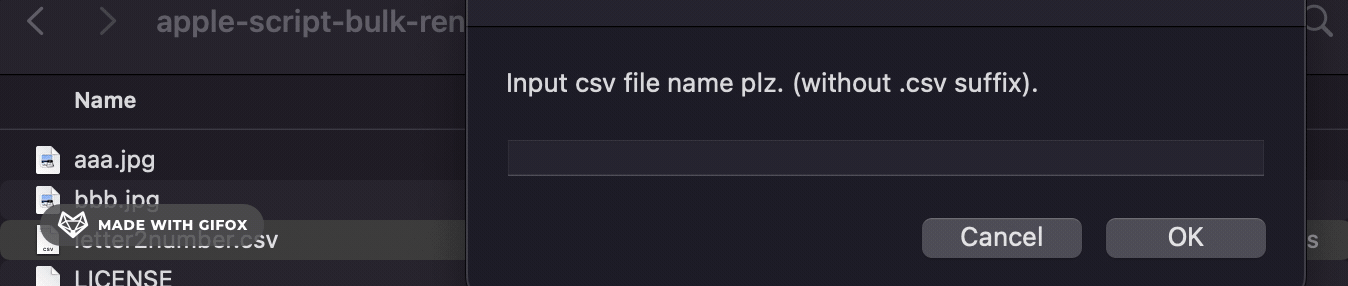 apple-script-bulk-ren
Input csv file name plz. (without .csv suffix).
Name
aaa.jpg
bbb.jpg
MADE WITH GIFOX
letter2number.csv
csv
LICENSE
Cancel
OK
s